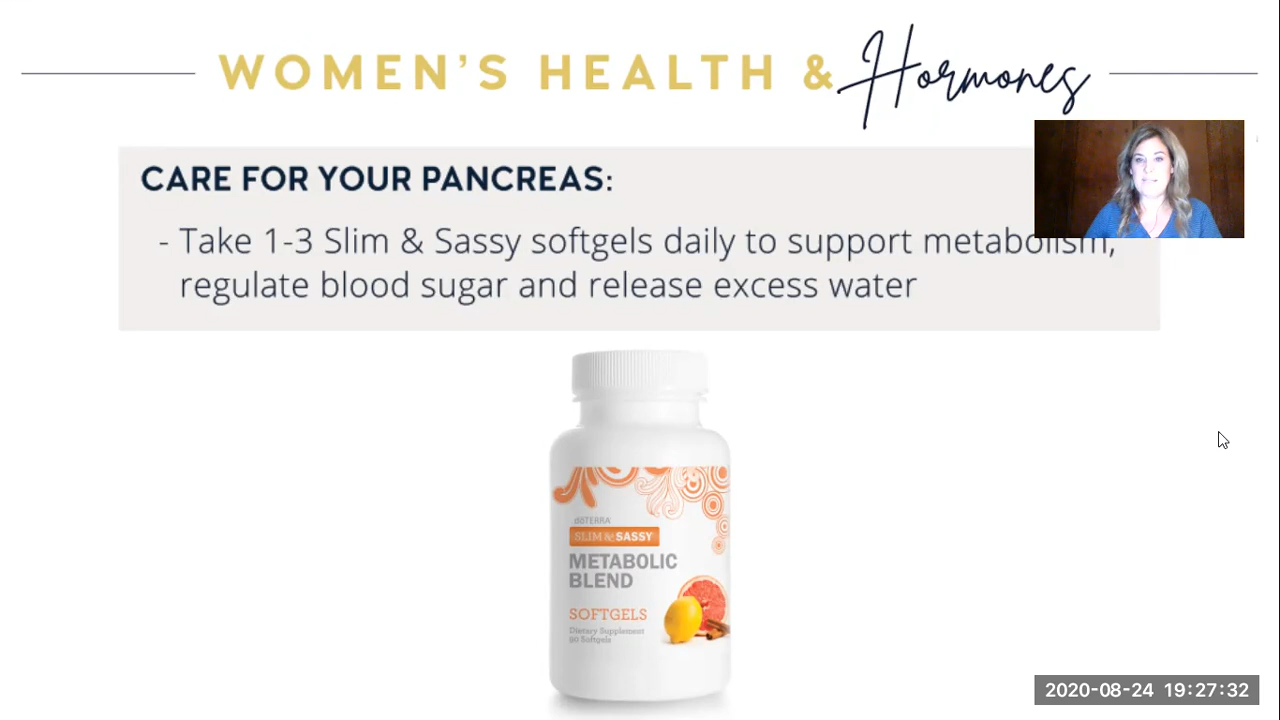 WOMEN'S HEALTH & Hormones
CARE FOR YOUR PANCREAS:
- Take 1-3 Slim & Sassy softgels daily to support metabolism,
regulate blood sugar and release excess water
dōTERRA
SLIM & SASSY
METABOLIC
BLEND
SOFTGELS
Dietary Supplement
90 Softgels
2020-08-24 19:27:32